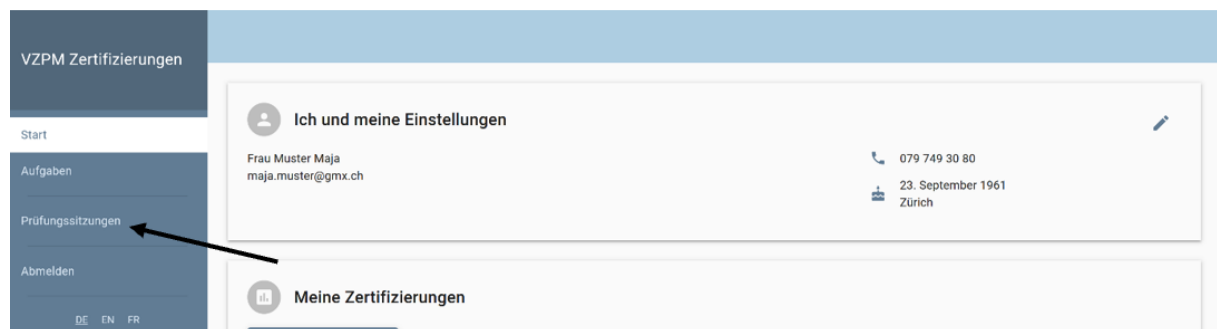 VZPM Zertifizierungen
Start
Aufgaben
Prüfungssitzungen
Abmelden
DE EN FR
Ich und meine Einstellungen
Frau Muster Maja
maja.muster@gmx.ch
079 749 30 80
23. September 1961
Zürich
Meine Zertifizierungen